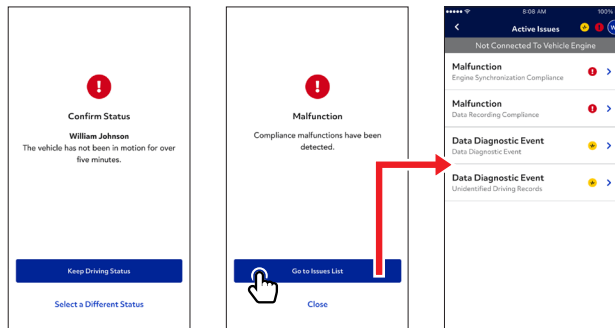 Confirm Status
William Johnson
The vehicle has not been in motion for over
five minutes.
Keep Driving Status
Select a Different Status
Malfunction
Compliance malfunctions have been
detected.
Go to Issues List
Close
8:08 AM 100%
Active Issues W
Not Connected To Vehicle Engine
Malfunction
Engine Synchronization Compliance
Malfunction
Data Recording Compliance
Data Diagnostic Event
Data Diagnostic Event
Data Diagnostic Event
Unidentified Driving Records